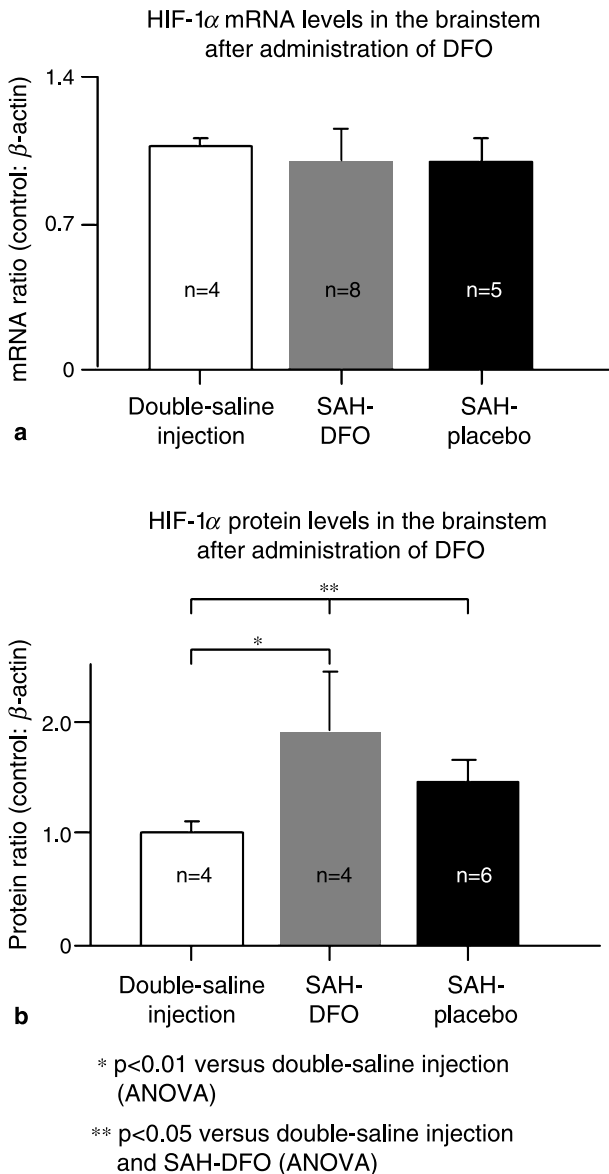 HIF-1α mRNA levels in the brainstem
after administration of DFO
mRNA ratio (control: β-actin)
1.4
0.7
0
n=4
n=8
n=5
Double-saline
injection
SAH-
DFO
SAH-
placebo
a
HIF-1α protein levels in the brainstem
after administration of DFO
**
*
Protein ratio (control: β-actin)
2.0
1.0
0
n=4
n=4
n=6
Double-saline
injection
SAH-
DFO
SAH-
placebo
b
* p<0.01 versus double-saline injection
(ANOVA)
** p<0.05 versus double-saline injection
and SAH-DFO (ANOVA)